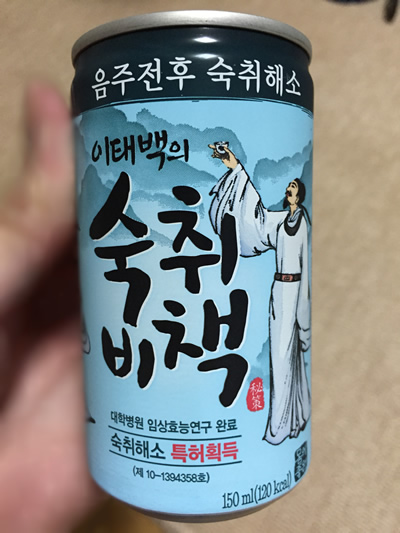 음주전후 숙취해소
이태백의
숙취
비책
秘策
대학병원 임상효능연구 완료
숙취해소 특허획득
(제 10-1394358호)
150 ml(120 kcal)